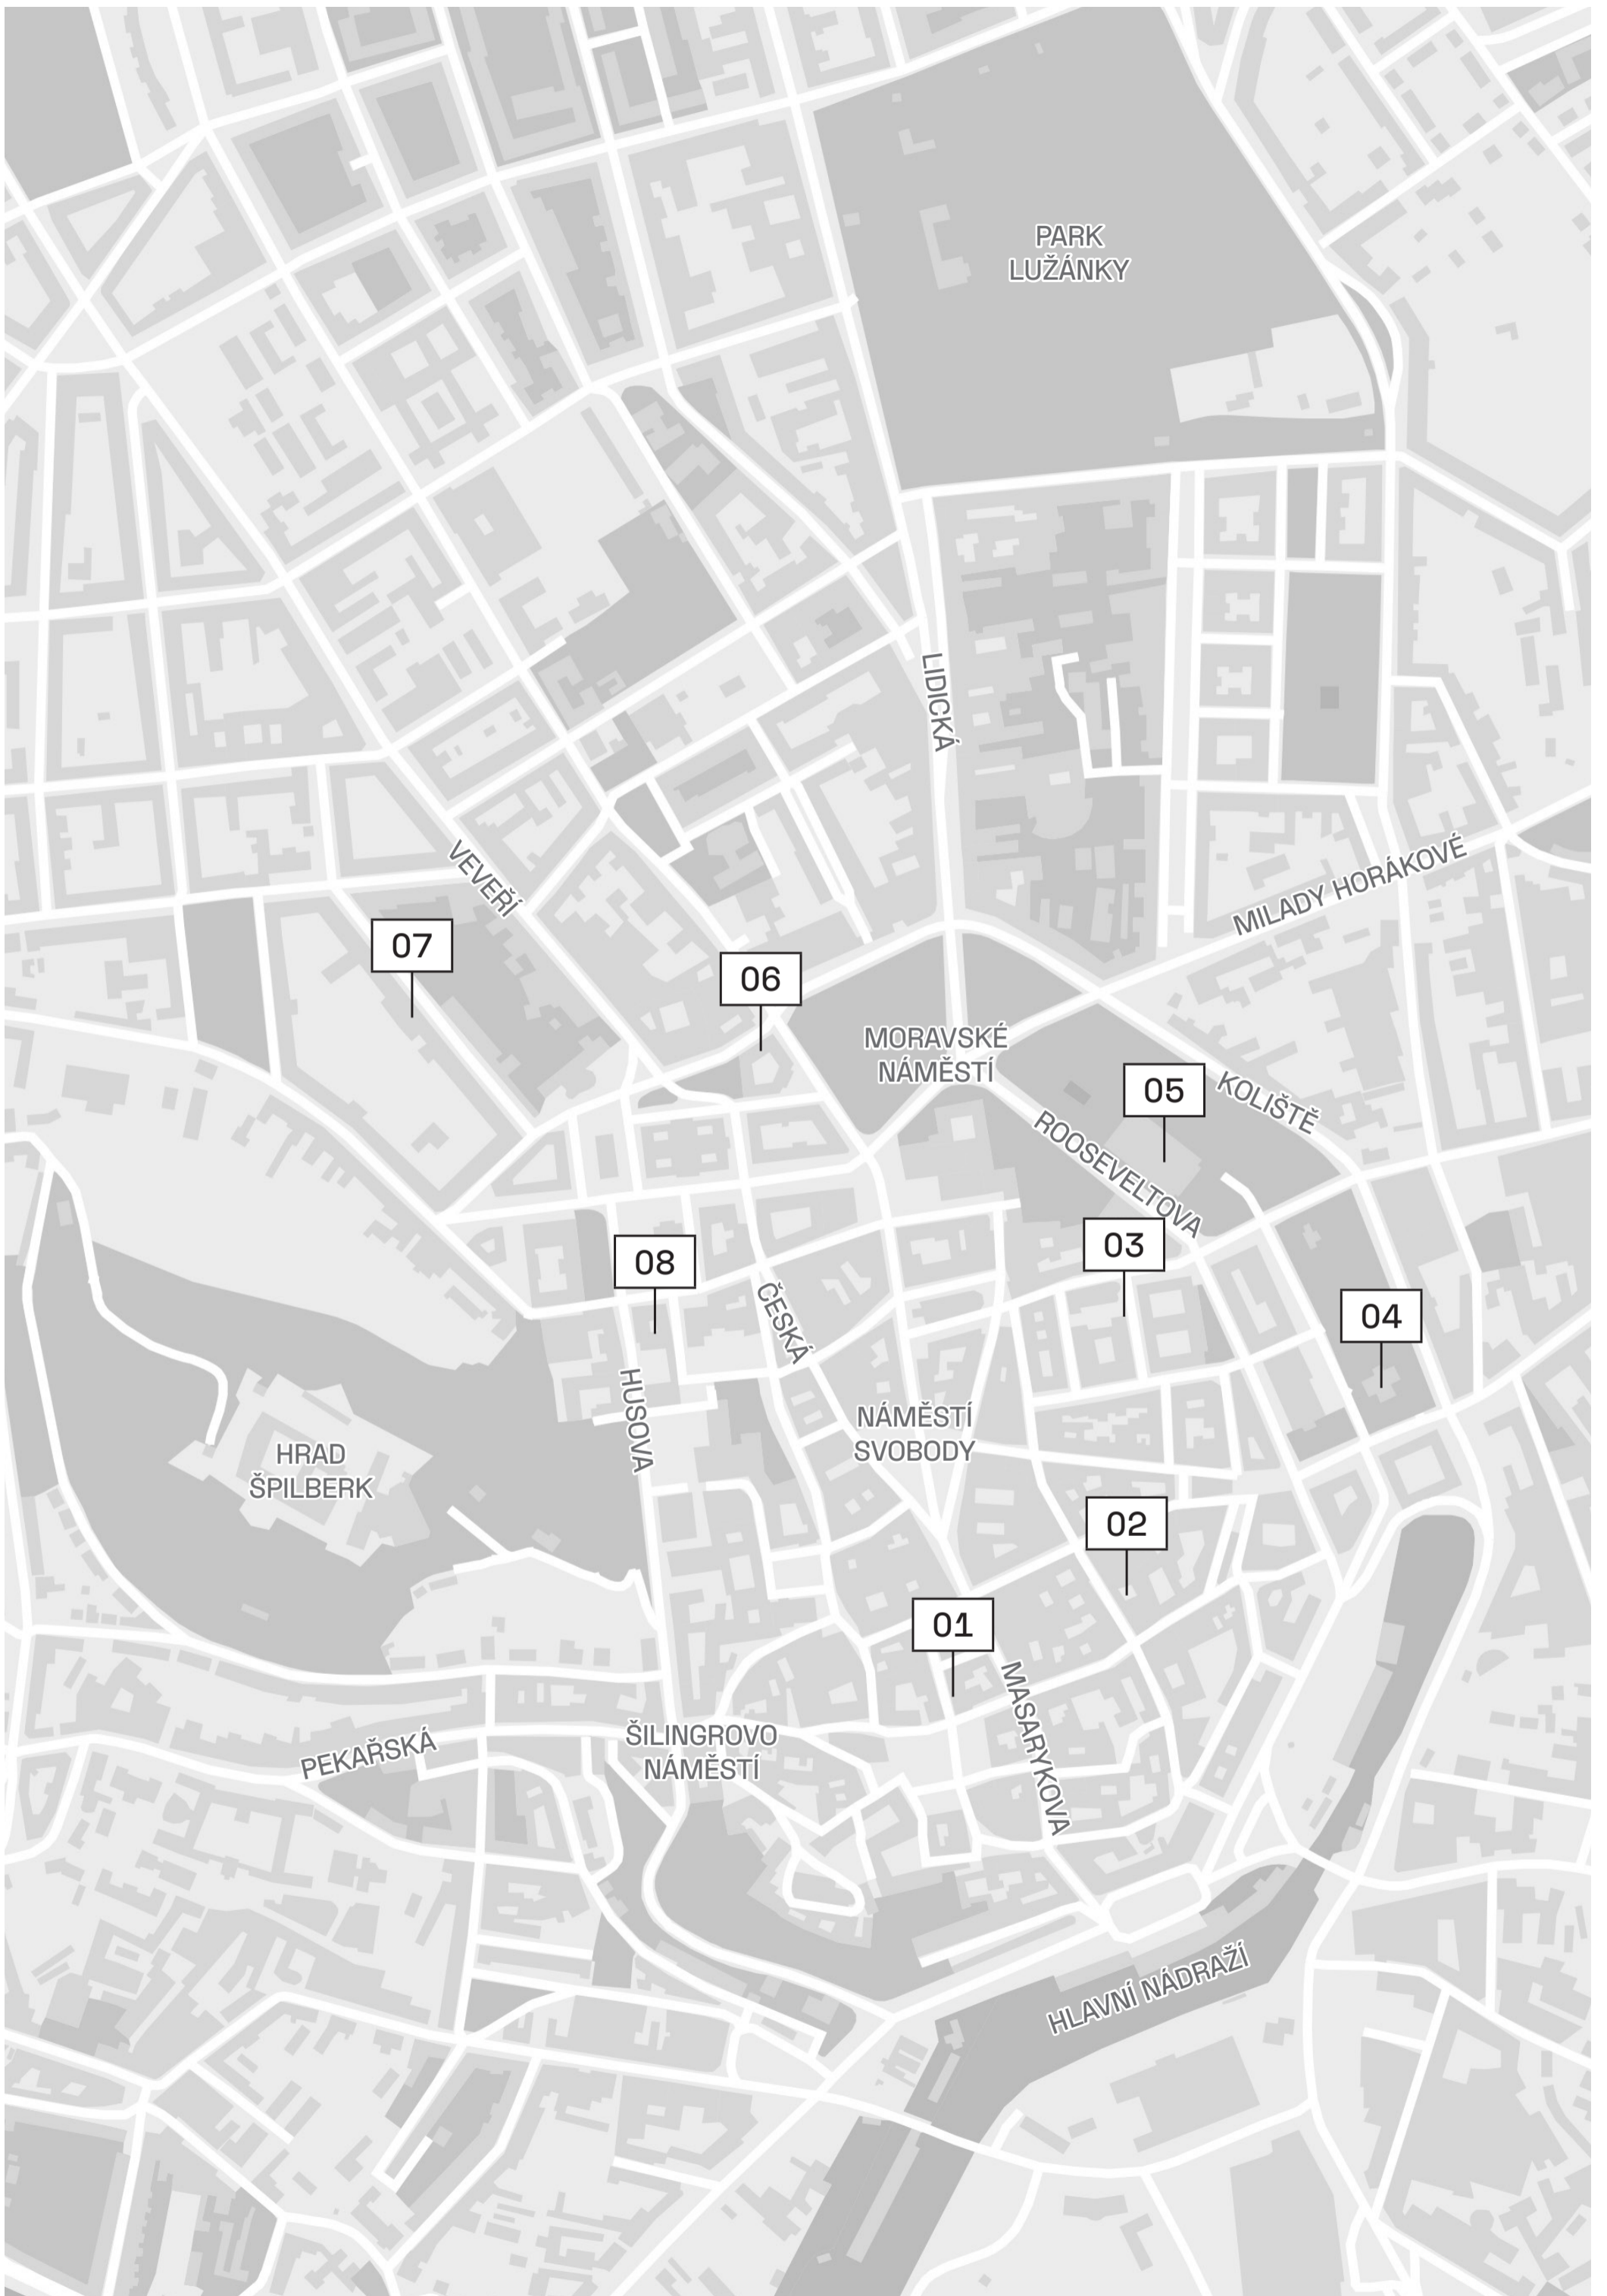 PARK
LUŽÁNKY
LIDICKÁ
VEVEŘÍ
MILADY HORÁKOVÉ
07
06
MORAVSKÉ
NÁMĚSTÍ
05
KOLIŠTĚ
ROOSEVELTOVA
03
08
ČESKÁ
04
HUSOVA
NÁMĚSTÍ
SVOBODY
HRAD
ŠPILBERK
02
01
MASARYKOVA
ŠILINGROVO
NÁMĚSTÍ
PEKAŘSKÁ
HLAVNÍ NÁDRAŽÍ